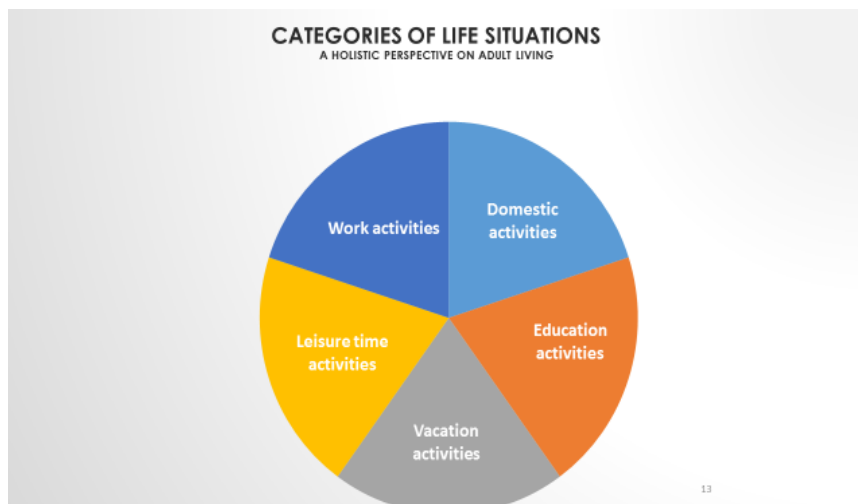 CATEGORIES OF LIFE SITUATIONS
A HOLISTIC PERSPECTIVE ON ADULT LIVING
Work activities
Domestic
activities
Leisure time
activities
Education
activities
Vacation
activities
13